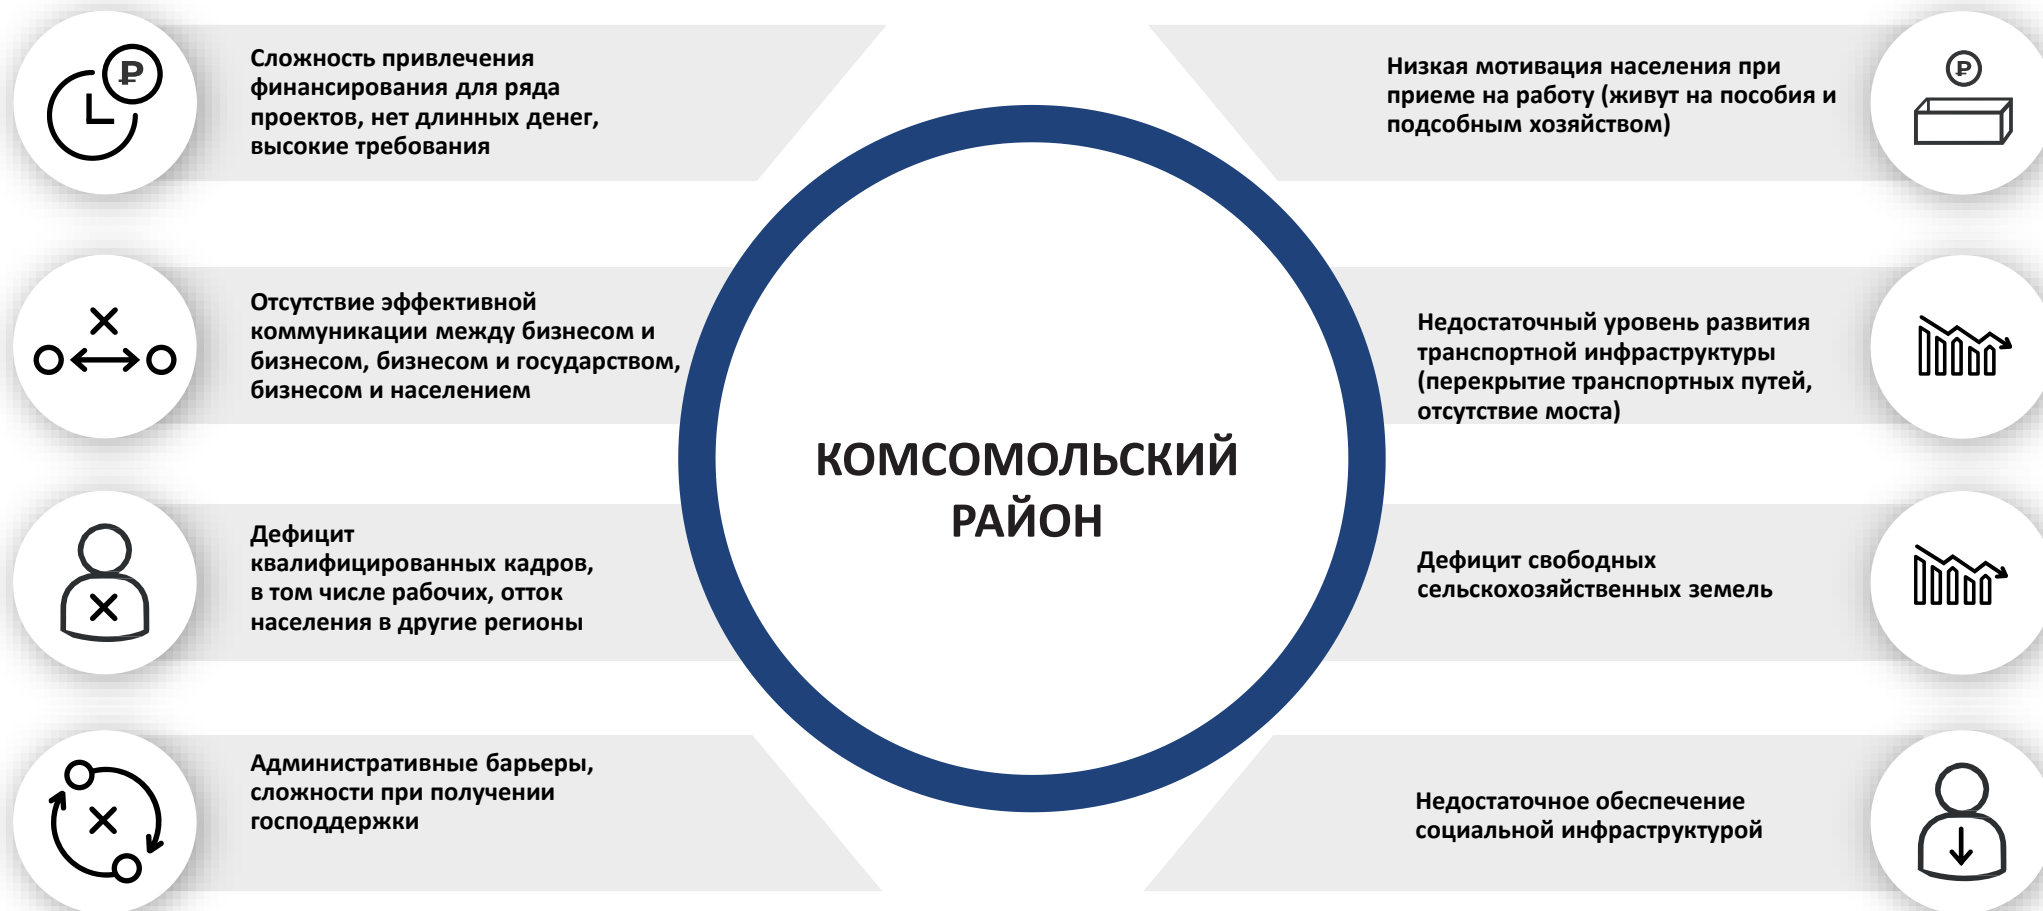 Сложность привлечения
финансирования для ряда
проектов, нет длинных денег,
высокие требования
Отсутствие эффективной
коммуникации между бизнесом и
бизнесом, бизнесом и государством,
бизнесом и населением
Дефицит
квалифицированных кадров,
в том числе рабочих, отток
населения в другие регионы
Административные барьеры,
сложности при получении
господдержки
КОМСОМОЛЬСКИЙ
РАЙОН
Низкая мотивация населения при
приеме на работу (живут на пособия и
подсобным хозяйством)
Недостаточный уровень развития
транспортной инфраструктуры
(перекрытие транспортных путей,
отсутствие моста)
Дефицит свободных
сельскохозяйственных земель
Недостаточное обеспечение
социальной инфраструктурой